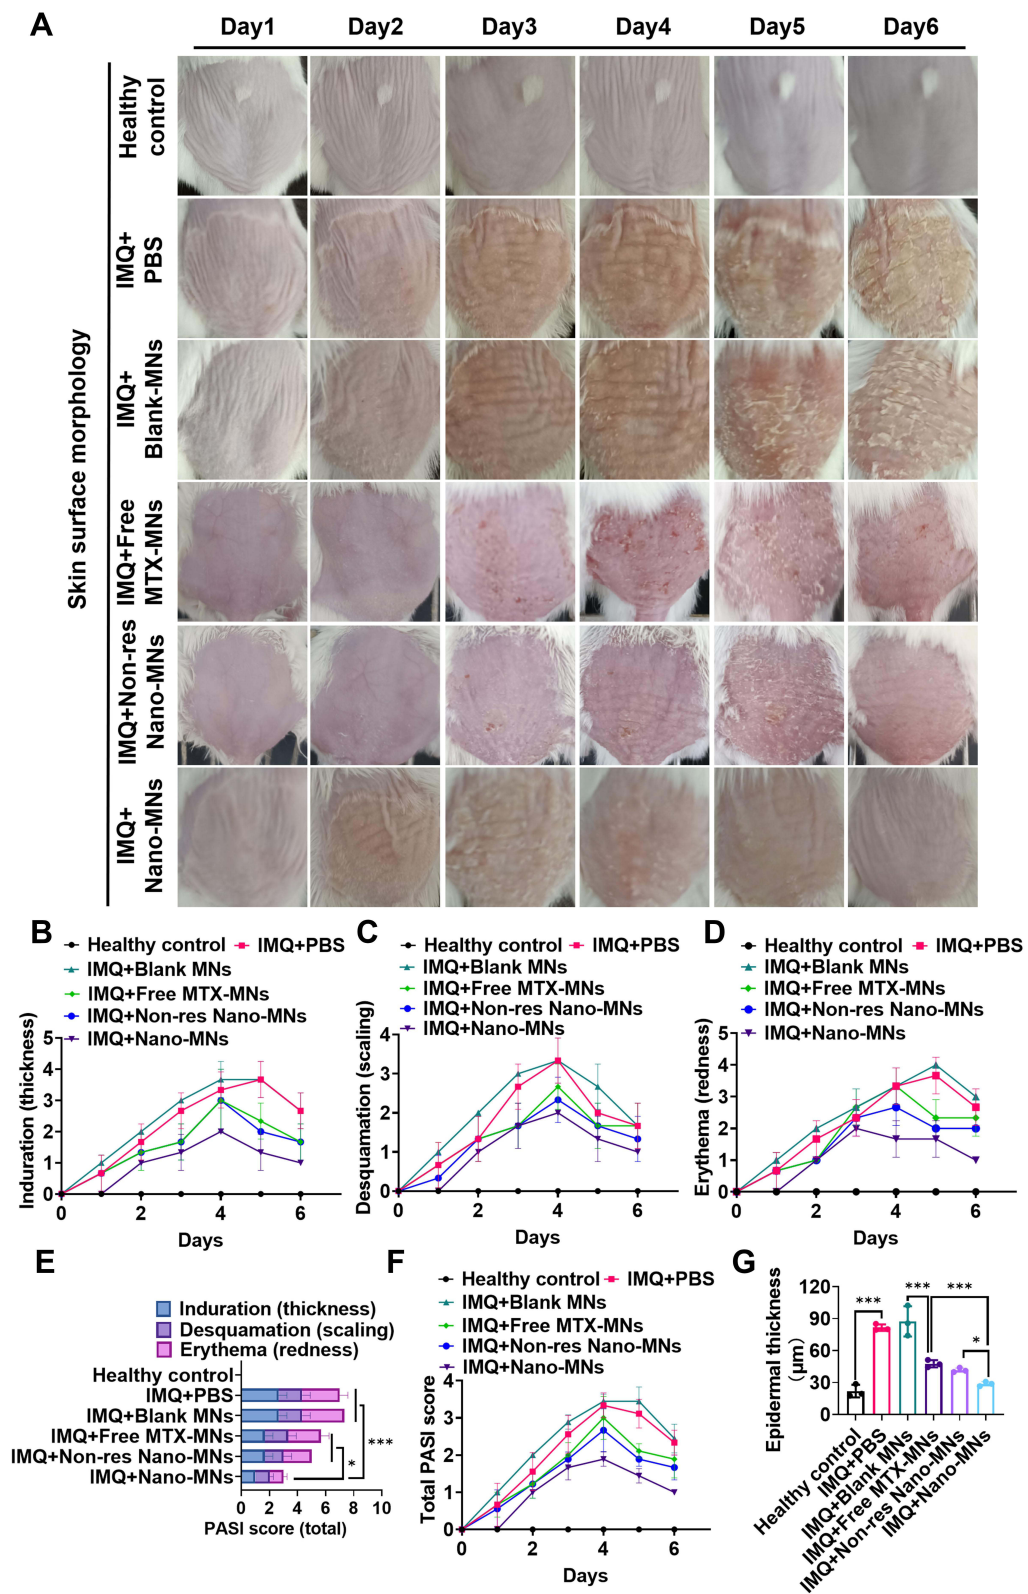 A
Day1 Day2 Day3 Day4 Day5 Day6
Skin surface morphology
Healthy
control
IMQ+
PBS
IMQ+
Blank-MNs
IMQ+Free
MTX-MNs
IMQ+Non-res
Nano-MNs
IMQ+
Nano-MNs
B
Healthy control IMQ+PBS
IMQ+Blank MNs
IMQ+Free MTX-MNs
IMQ+Non-res Nano-MNs
IMQ+Nano-MNs
Induration (thickness)
5
4
3
2
1
0
0 2 4 6
Days
C
Healthy control IMQ+PBS
IMQ+Blank MNs
IMQ+Free MTX-MNs
IMQ+Non-res Nano-MNs
IMQ+Nano-MNs
Desquamation (scaling)
4
3
2
1
0
0 2 4 6
Days
D
Healthy control IMQ+PBS
IMQ+Blank MNs
IMQ+Free MTX-MNs
IMQ+Non-res Nano-MNs
IMQ+Nano-MNs
Erythema (redness)
5
4
3
2
1
0
0 2 4 6
Days
E
Induration (thickness)
Desquamation (scaling)
Erythema (redness)
Healthy control
IMQ+PBS
IMQ+Blank MNs
IMQ+Free MTX-MNs
IMQ+Non-res Nano-MNs
IMQ+Nano-MNs
*
***
0 2 4 6 8 10
PASI score (total)
F
Healthy control IMQ+PBS
IMQ+Blank MNs
IMQ+Free MTX-MNs
IMQ+Non-res Nano-MNs
IMQ+Nano-MNs
Total PASI score
4
3
2
1
0
0 2 4 6
Days
G
Epidermal thickness
(μm)
120
90
60
30
0
*** *** ***
*
Healthy control
IMQ+PBS
IMQ+Blank MNs
IMQ+Free MTX-MNs
IMQ+Non-res Nano-MNs
IMQ+Nano-MNs